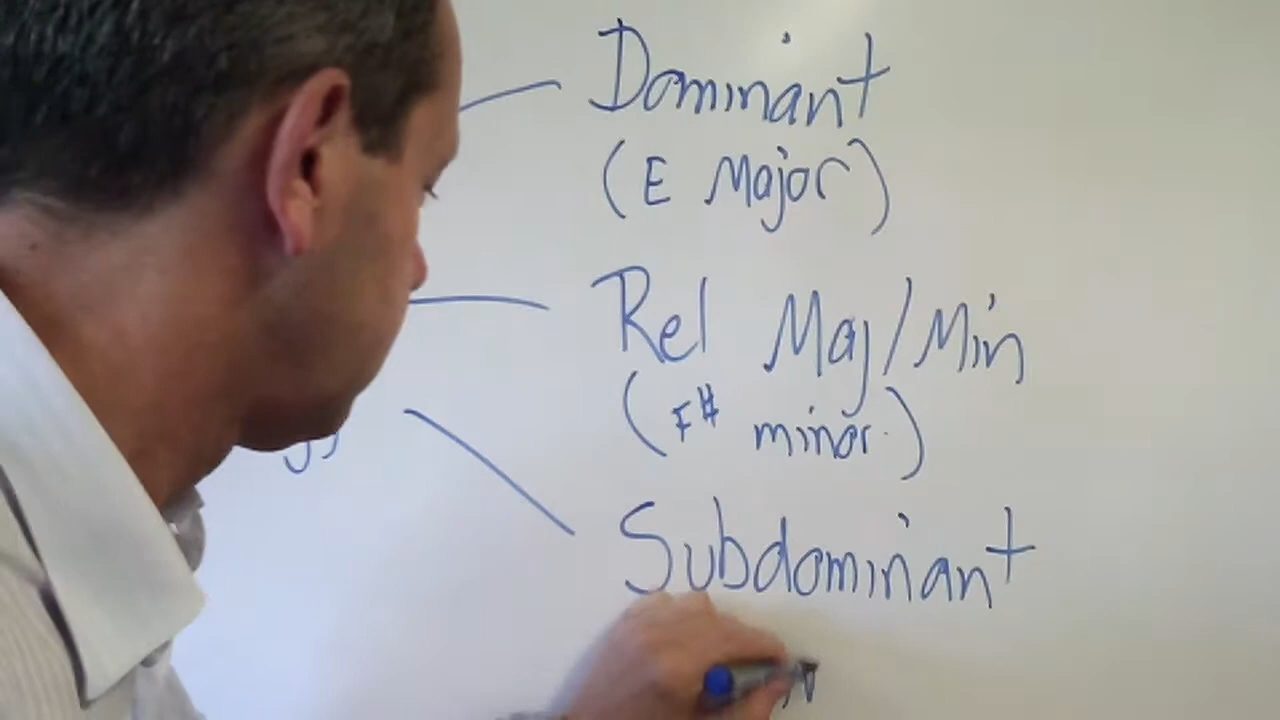 Dominant
(E Major)
Rel Maj/Min
(F# minor.)
Subdominant